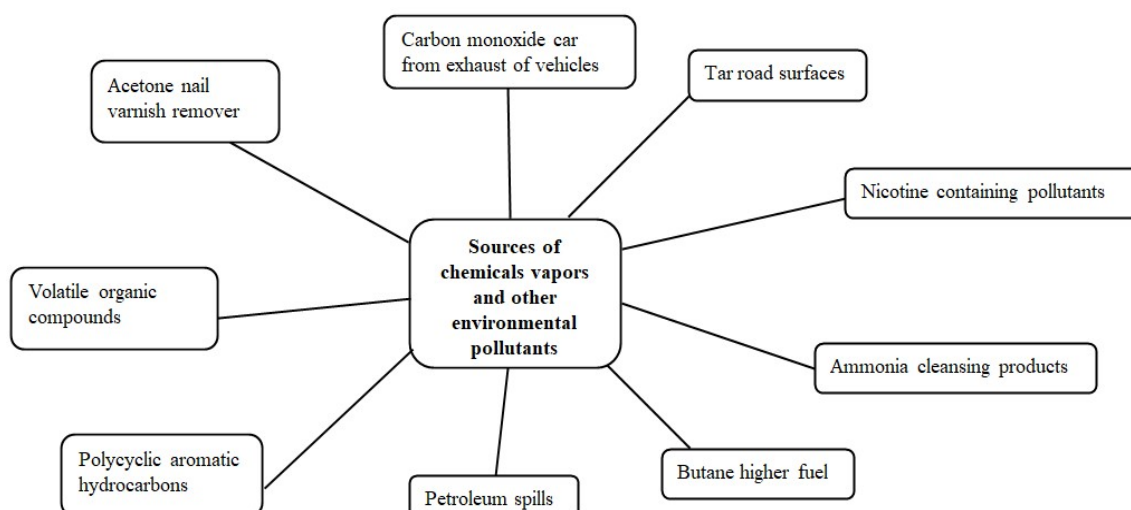 Carbon monoxide car
from exhaust of vehicles
Tar road surfaces
Acetone nail
varnish remover
Nicotine containing pollutants
Sources of
chemicals vapors
and other
environmental
pollutants
Volatile organic
compounds
Ammonia cleansing products
Polycyclic aromatic
hydrocarbons
Butane higher fuel
Petroleum spills